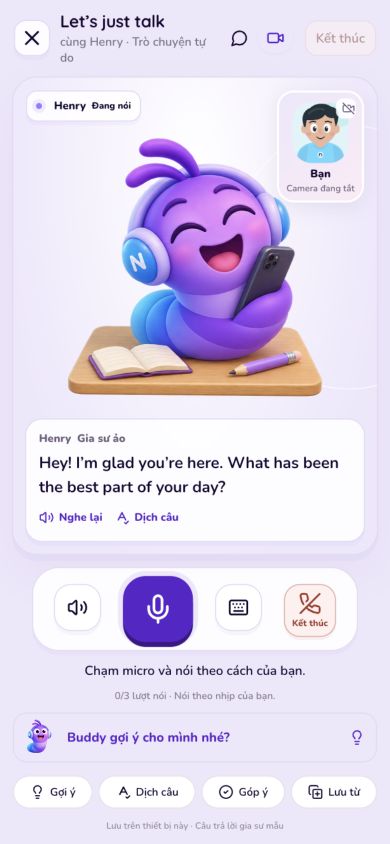 Let's just talk
cùng Henry · Trò chuyện tự
do
Kết thúc
Henry Đang nói
Bạn
Camera đang tắt
N
Henry Gia sư ảo
Hey! I'm glad you're here. What has been
the best part of your day?
Nghe lại
Dịch câu
Kết thúc
Chạm micro và nói theo cách của bạn.
0/3 lượt nói · Nói theo nhịp của bạn.
Buddy gợi ý cho mình nhé?
Gợi ý
Dịch câu
Góp ý
Lưu từ
Lưu trên thiết bị này · Câu trả lời gia sư mẫu